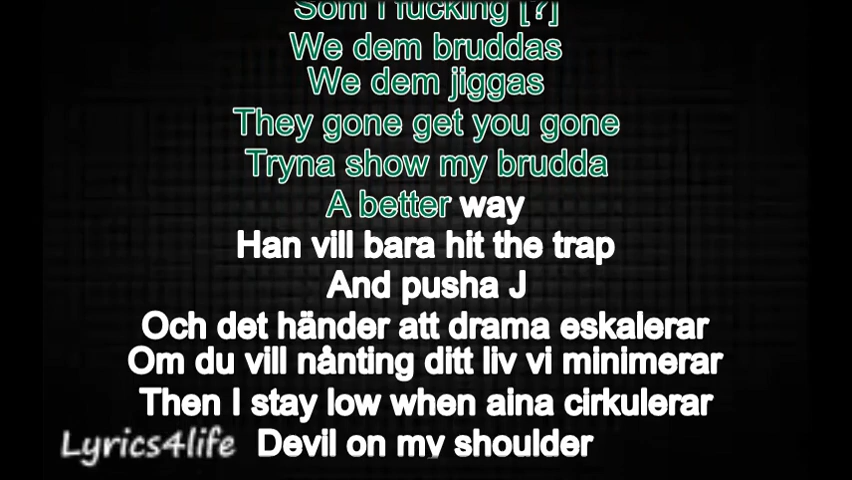 Som I fucking [?]
We dem bruddas
We dem jiggas
They gone get you gone
Tryna show my brudda
A better way
Han vill bara hit the trap
And pusha J
Och det händer att drama eskalerar
Om du vill nånting ditt liv vi minimerar
Then I stay low when aina cirkulerar
Devil on my shoulder
Lyrics4life